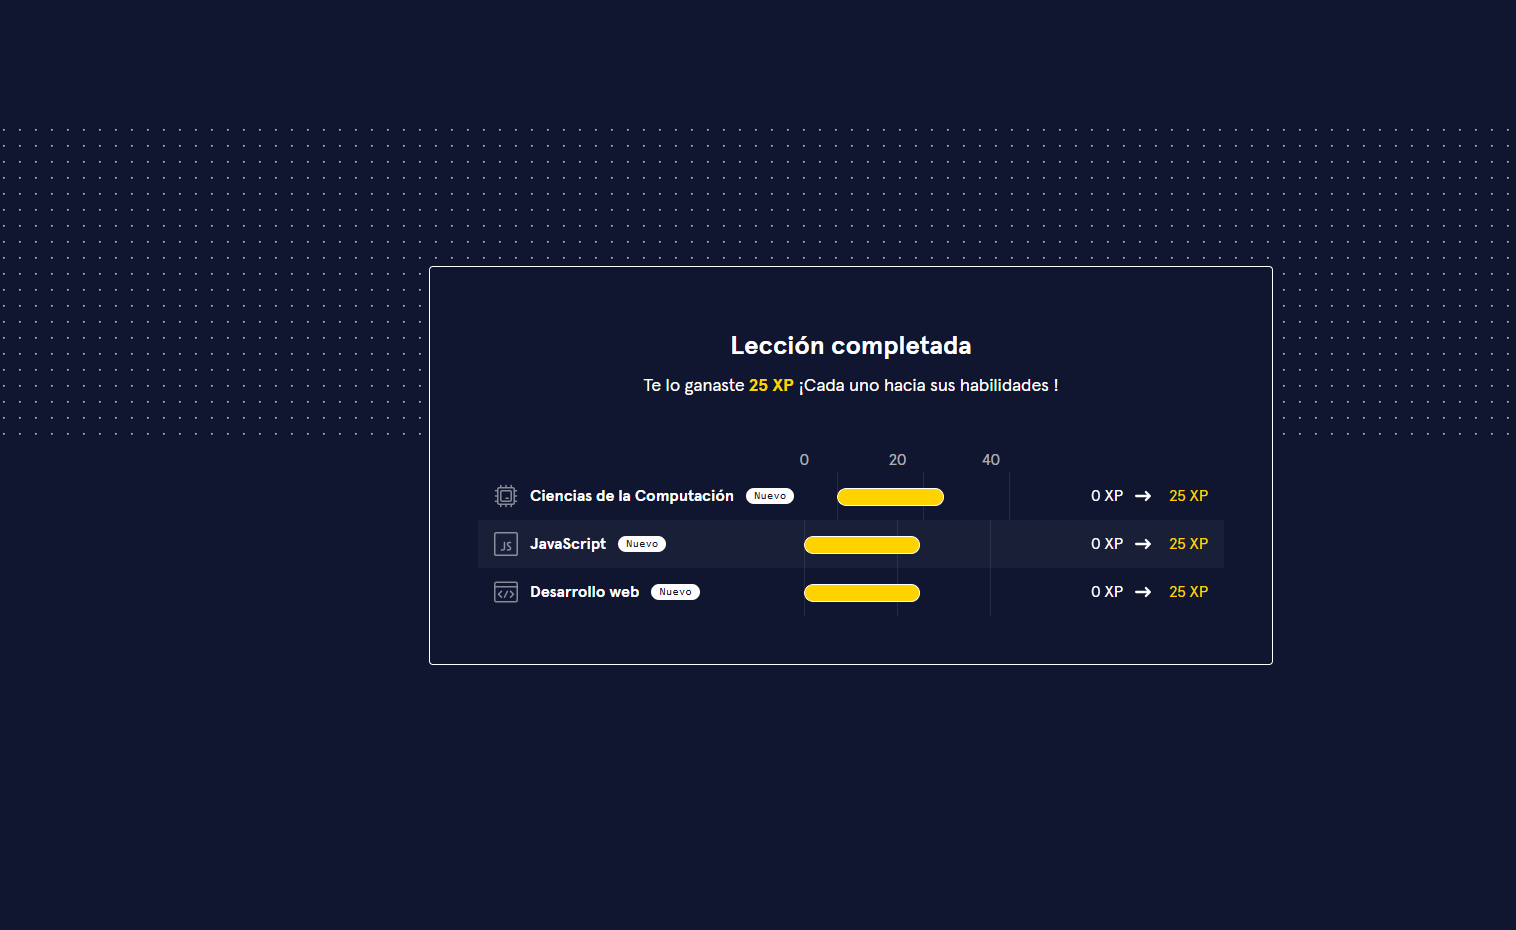 Lección completada
Te lo ganaste 25 XP ¡Cada uno hacia sus habilidades !
0 20 40
Ciencias de la Computación Nuevo 0 XP → 25 XP
JS JavaScript Nuevo 0 XP → 25 XP
Desarrollo web Nuevo 0 XP → 25 XP